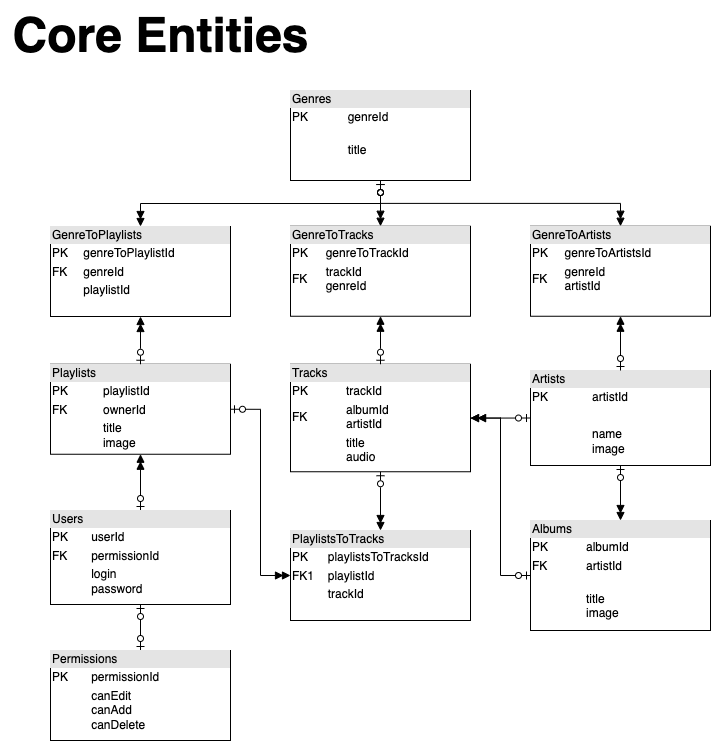 Core Entities
Genres
PK genreId
title
GenreToPlaylists
PK genreToPlaylistId
FK genreId
playlistId
GenreToTracks
PK genreToTrackId
FK trackId
genreId
GenreToArtists
PK genreToArtistsId
FK genreId
artistId
Playlists
PK playlistId
FK ownerId
title
image
Tracks
PK trackId
FK albumId
artistId
title
audio
Artists
PK artistId
name
image
Users
PK userId
FK permissionId
login
password
PlaylistsToTracks
PK playlistsToTracksId
FK1 playlistId
trackId
Albums
PK albumId
FK artistId
title
image
Permissions
PK permissionId
canEdit
canAdd
canDelete